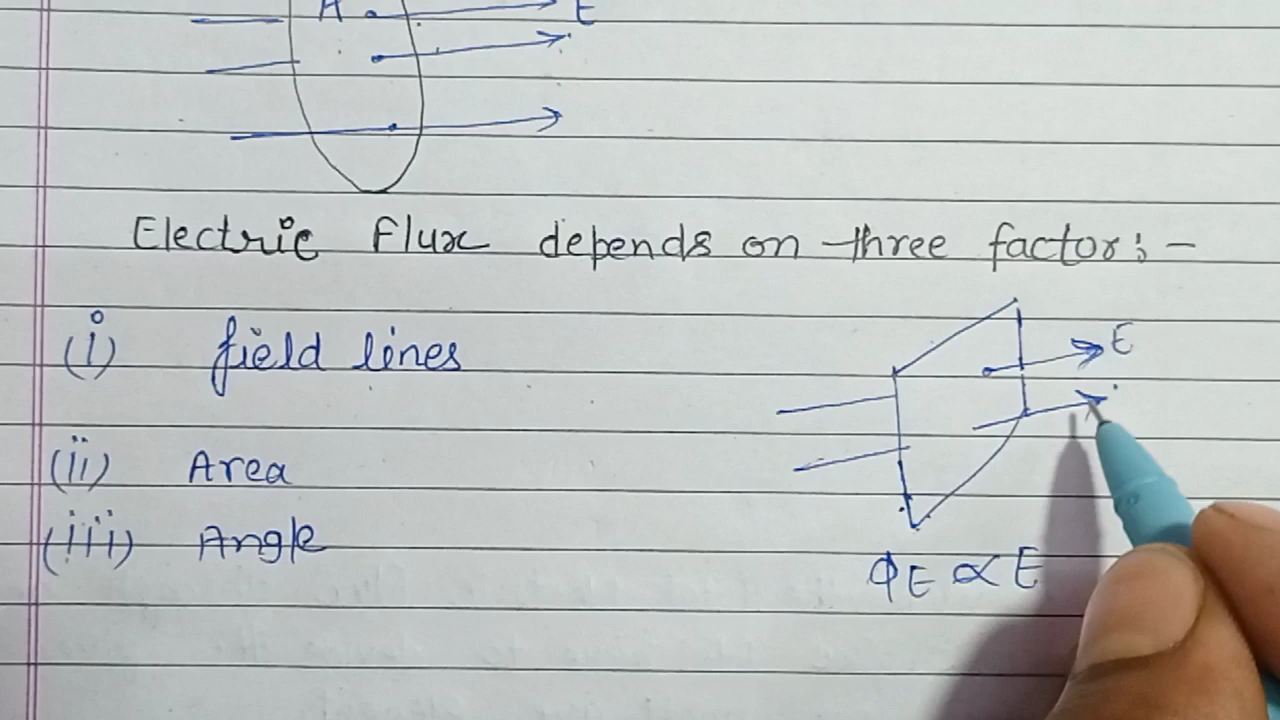 A E
Electric Flux depends on three factor:-
(i) field lines
E
(ii) Area
(iii) Angle
ΦE ∝ E